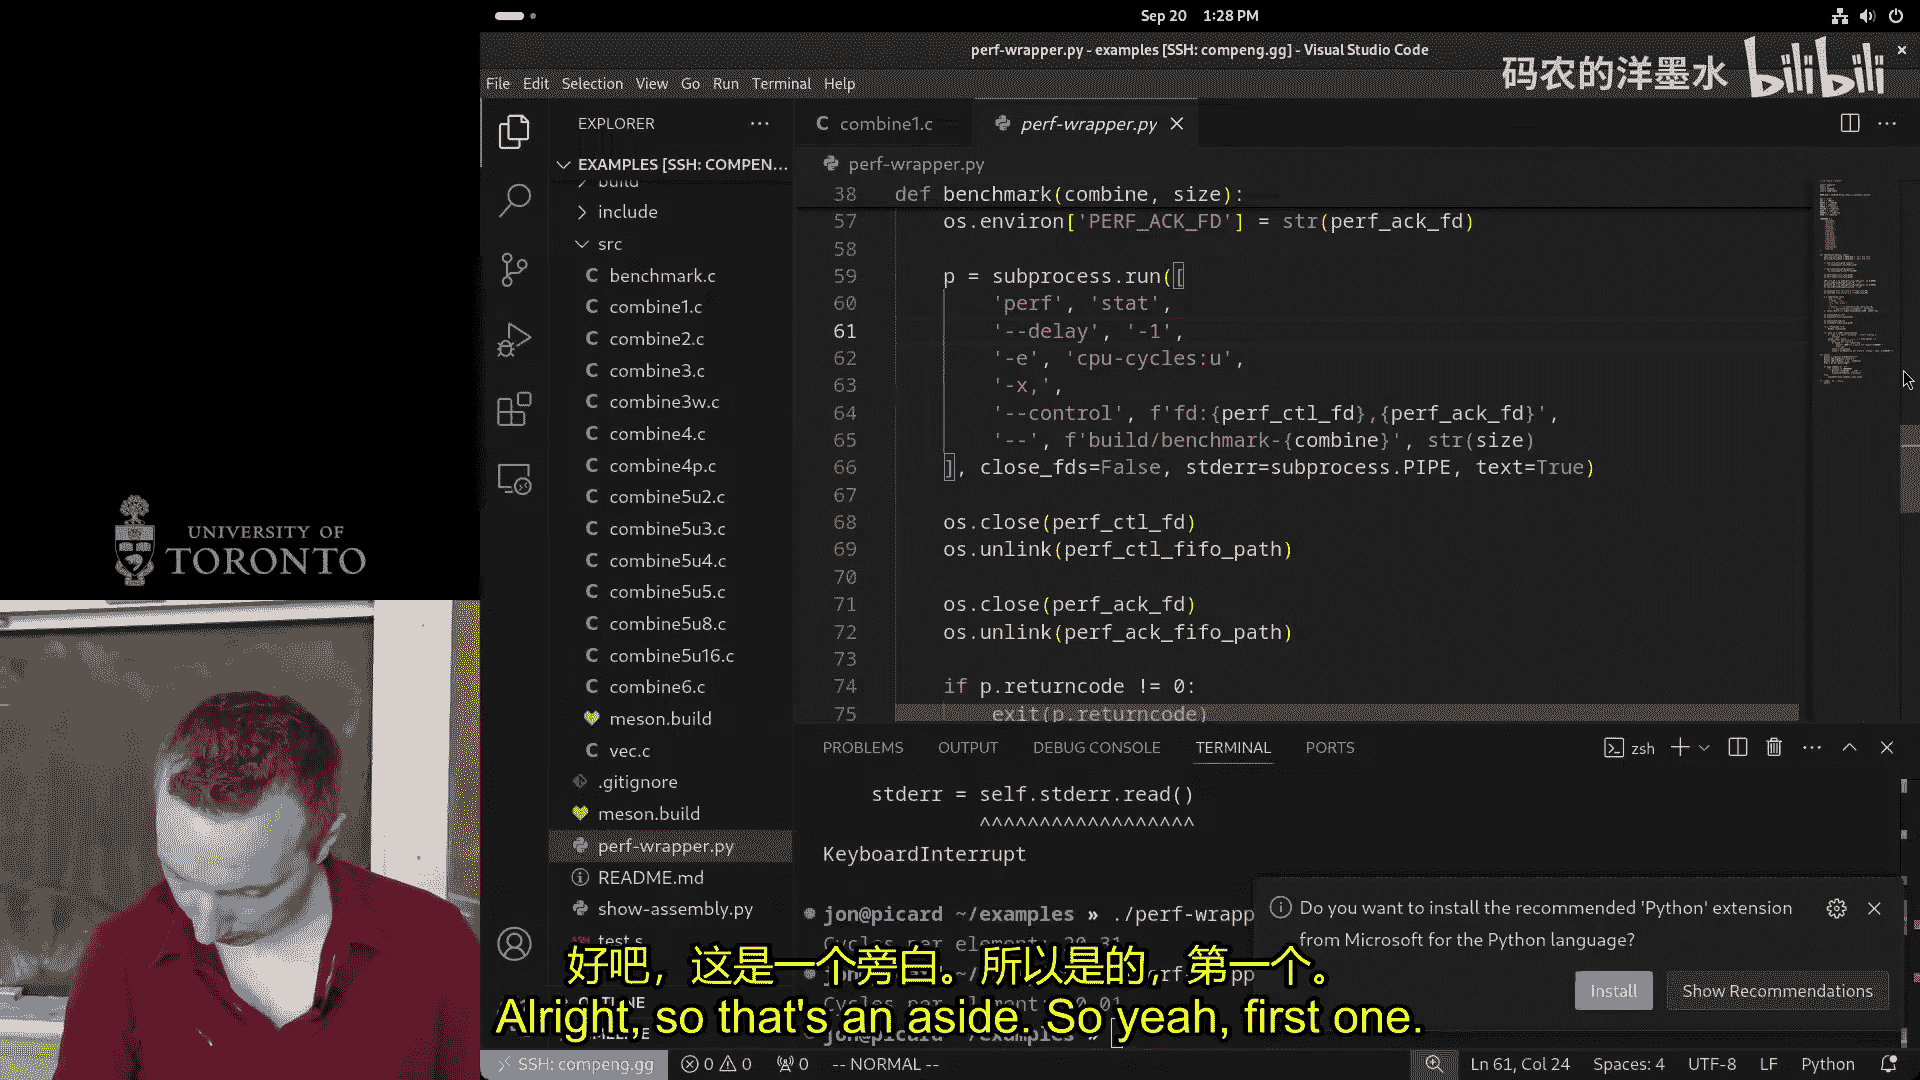 Sep 20 1:28 PM
perf-wrapper.py - examples [SSH: compeng.gg] - Visual Studio Code
码农的洋墨水 bilibili
File Edit Selection View Go Run Terminal Help
EXPLORER
EXAMPLES [SSH: COMPEN...
build
include
src
C benchmark.c
C combine1.c
C combine2.c
C combine3.c
C combine3w.c
C combine4.c
C combine4p.c
C combine5u2.c
C combine5u3.c
C combine5u4.c
C combine5u5.c
C combine5u8.c
C combine5u16.c
C combine6.c
meson.build
C vec.c
.gitignore
meson.build
perf-wrapper.py
README.md
show-assembly.py
test.s
OUTLINE
C combine1.c
perf-wrapper.py
perf-wrapper.py
38 def benchmark(combine, size):
57 os.environ['PERF_ACK_FD'] = str(perf_ack_fd)
58
59 p = subprocess.run([
60 'perf', 'stat',
61 '--delay', '-1',
62 '-e', 'cpu-cycles:u',
63 '-x,',
64 '--control', f'fd:{perf_ctl_fd},{perf_ack_fd}',
65 '--', f'build/benchmark-{combine}', str(size)
66 ], close_fds=False, stderr=subprocess.PIPE, text=True)
67
68 os.close(perf_ctl_fd)
69 os.unlink(perf_ctl_fifo_path)
70
71 os.close(perf_ack_fd)
72 os.unlink(perf_ack_fifo_path)
73
74 if p.returncode != 0:
75 exit(p.returncode)
PROBLEMS OUTPUT DEBUG CONSOLE TERMINAL PORTS
zsh
stderr = self.stderr.read()
^^^^^^^^^^^^^^^^^^
KeyboardInterrupt
jon@picard ~/examples » ./perf-wrapp
Do you want to install the recommended 'Python' extension
from Microsoft for the Python language?
Install Show Recommendations
UNIVERSITY OF
TORONTO
好吧，这是一个旁白。所以是的，第一个。
Alright, so that's an aside. So yeah, first one.
SSH: compeng.gg 0 0 0 -- NORMAL -- Ln 61, Col 24 Spaces: 4 UTF-8 LF Python